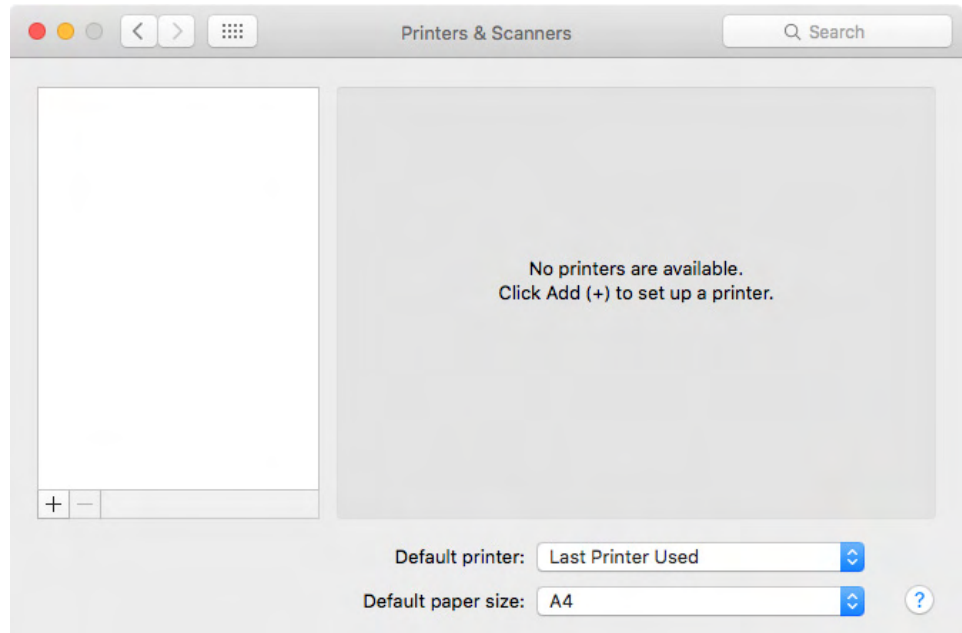 Printers & Scanners
Search
No printers are available.
Click Add (+) to set up a printer.
+ −
Default printer: Last Printer Used
Default paper size: A4
?